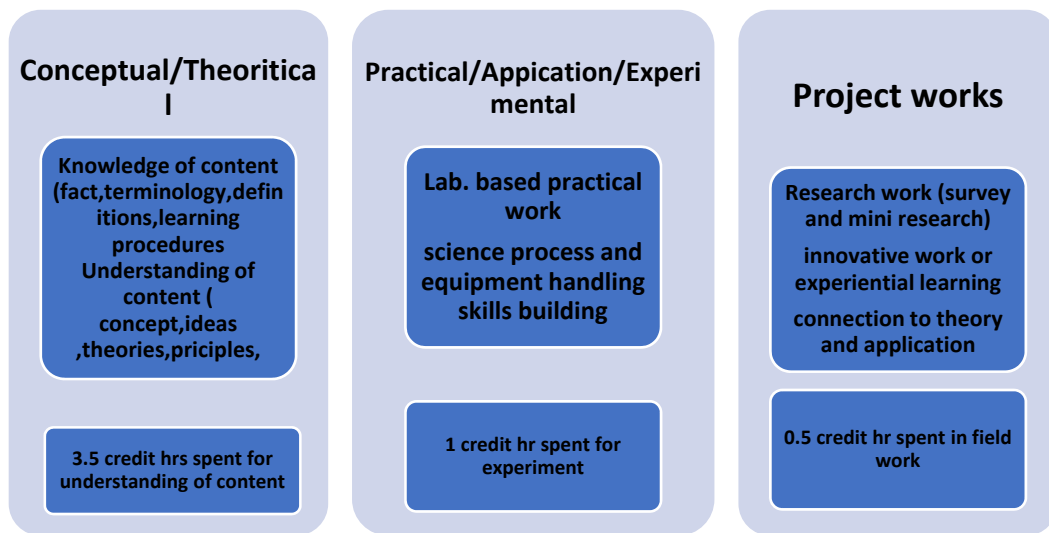 Conceptual/Theoritica
l
Knowledge of content
(fact,terminology,defin
itions,learning
procedures
Understanding of
content (
concept,ideas
,theories,priciples,
3.5 credit hrs spent for
understanding of content
Practical/Appication/Experi
mental
Lab. based practical
work
science process and
equipment handling
skills building
1 credit hr spent for
experiment
Project works
Research work (survey
and mini research)
innovative work or
experiential learning
connection to theory
and application
0.5 credit hr spent in field
work